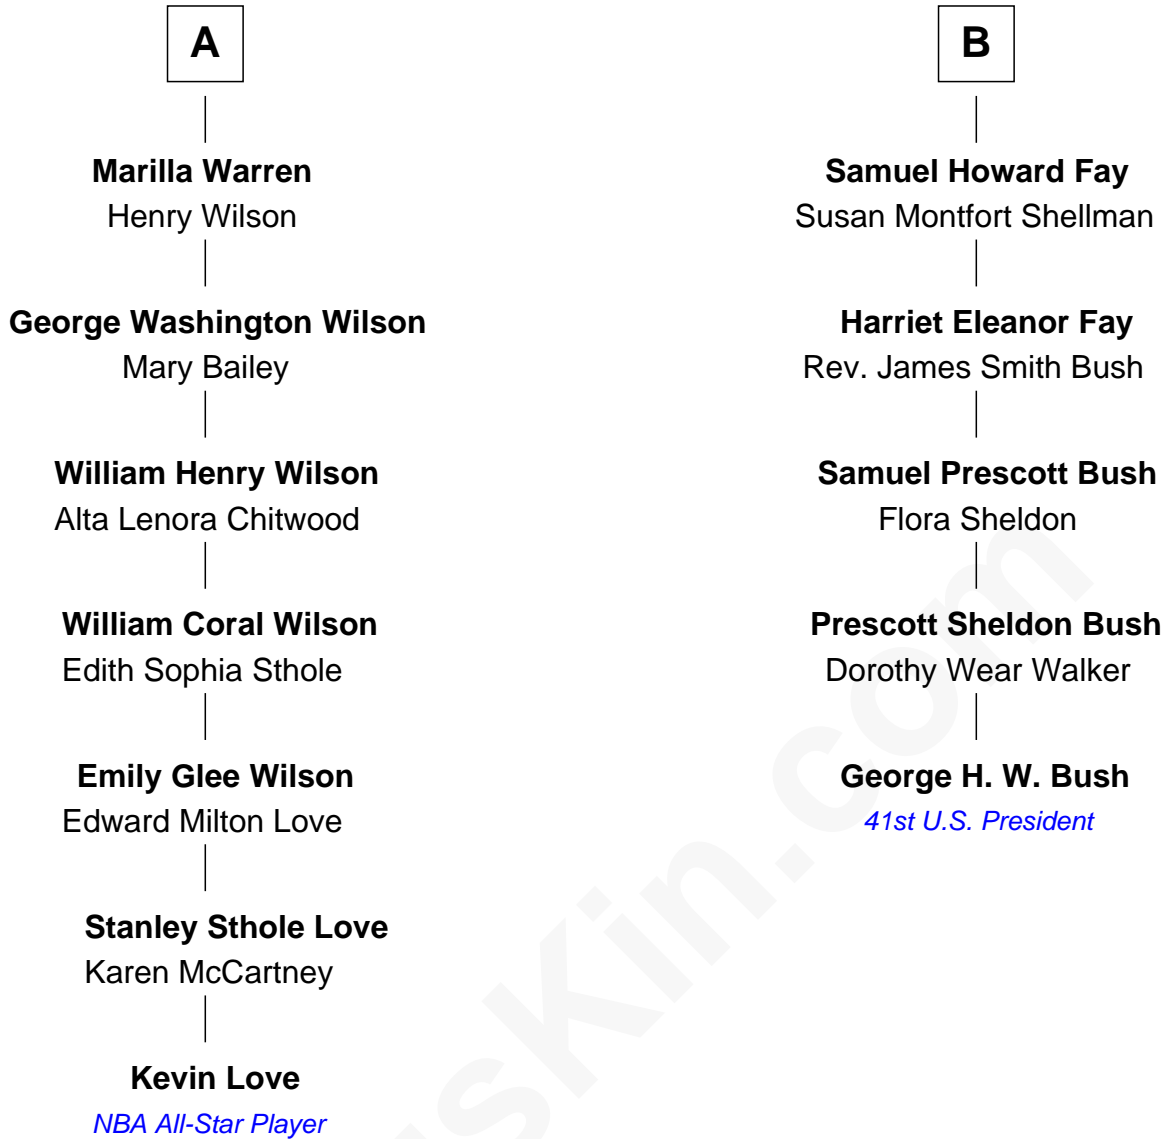 A
Marilla Warren
Henry Wilson
George Washington Wilson
Mary Bailey
William Henry Wilson
Alta Lenora Chitwood
William Coral Wilson
Edith Sophia Sthole
Emily Glee Wilson
Edward Milton Love
Stanley Sthole Love
Karen McCartney
Kevin Love
NBA All-Star Player
B
Samuel Howard Fay
Susan Montfort Shellman
Harriet Eleanor Fay
Rev. James Smith Bush
Samuel Prescott Bush
Flora Sheldon
Prescott Sheldon Bush
Dorothy Wear Walker
George H. W. Bush
41st U.S. President
sKin.com